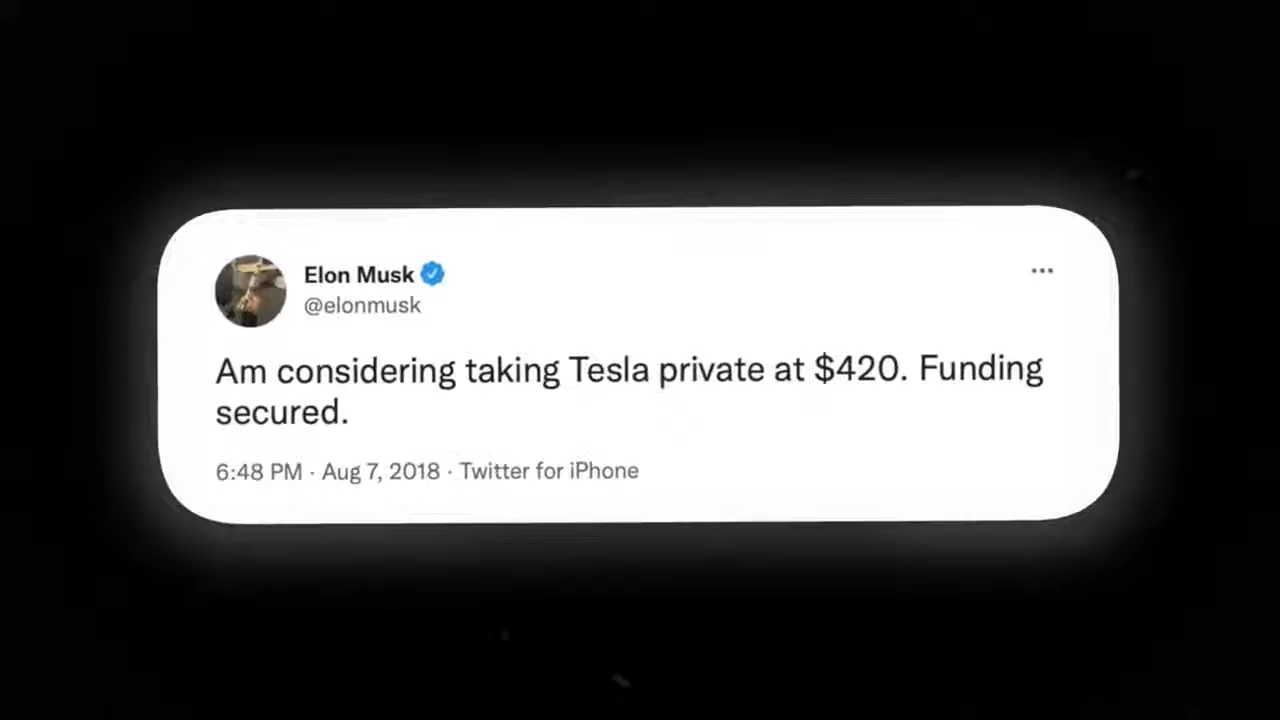 Elon Musk
@elonmusk
Am considering taking Tesla private at $420. Funding
secured.
6:48 PM · Aug 7, 2018 · Twitter for iPhone